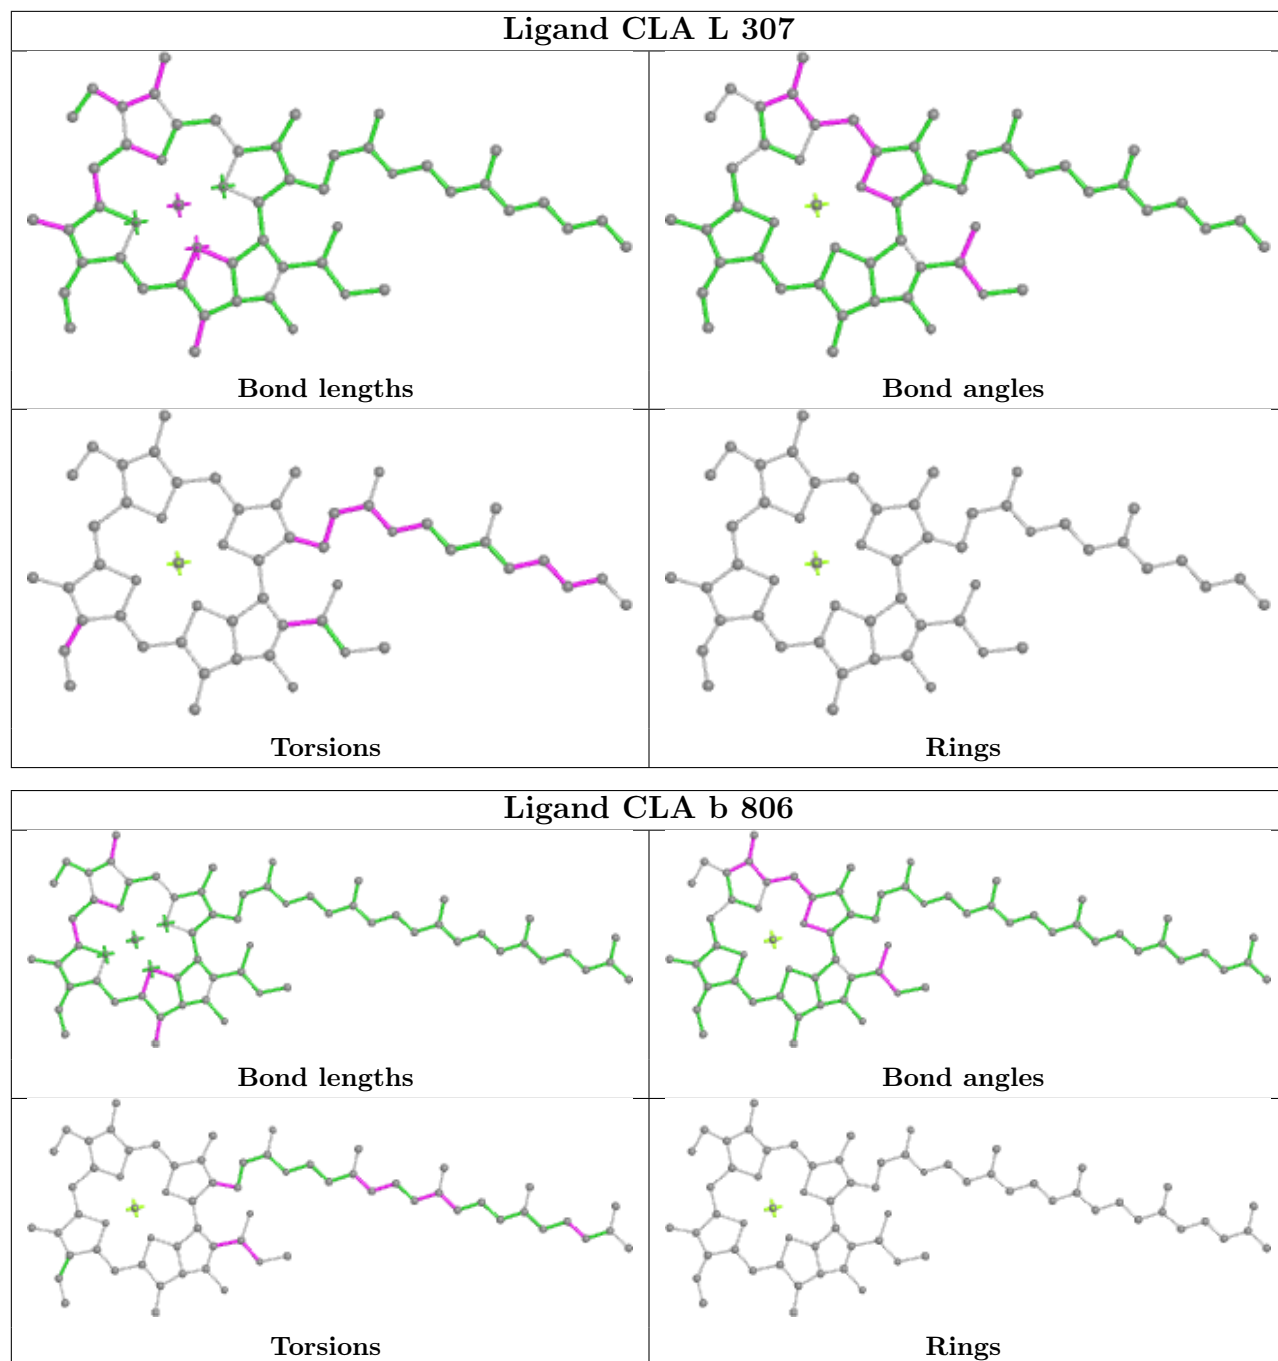 Ligand CLA L 307
Bond lengths
Bond angles
Torsions
Rings
Ligand CLA b 806
Bond lengths
Bond angles
Torsions
Rings